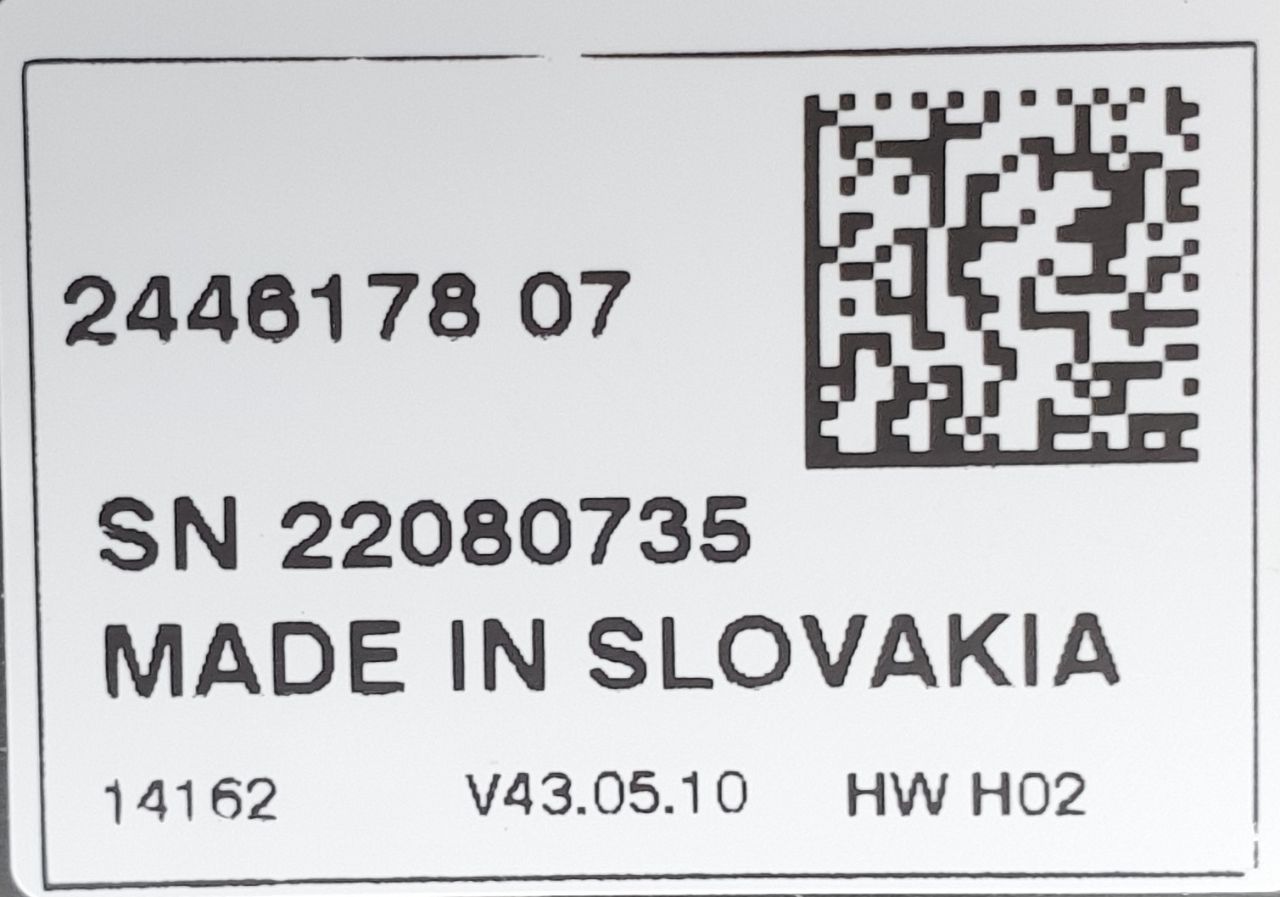 2446178 07
SN 22080735
MADE IN SLOVAKIA
14162 V43.05.10 HW H02